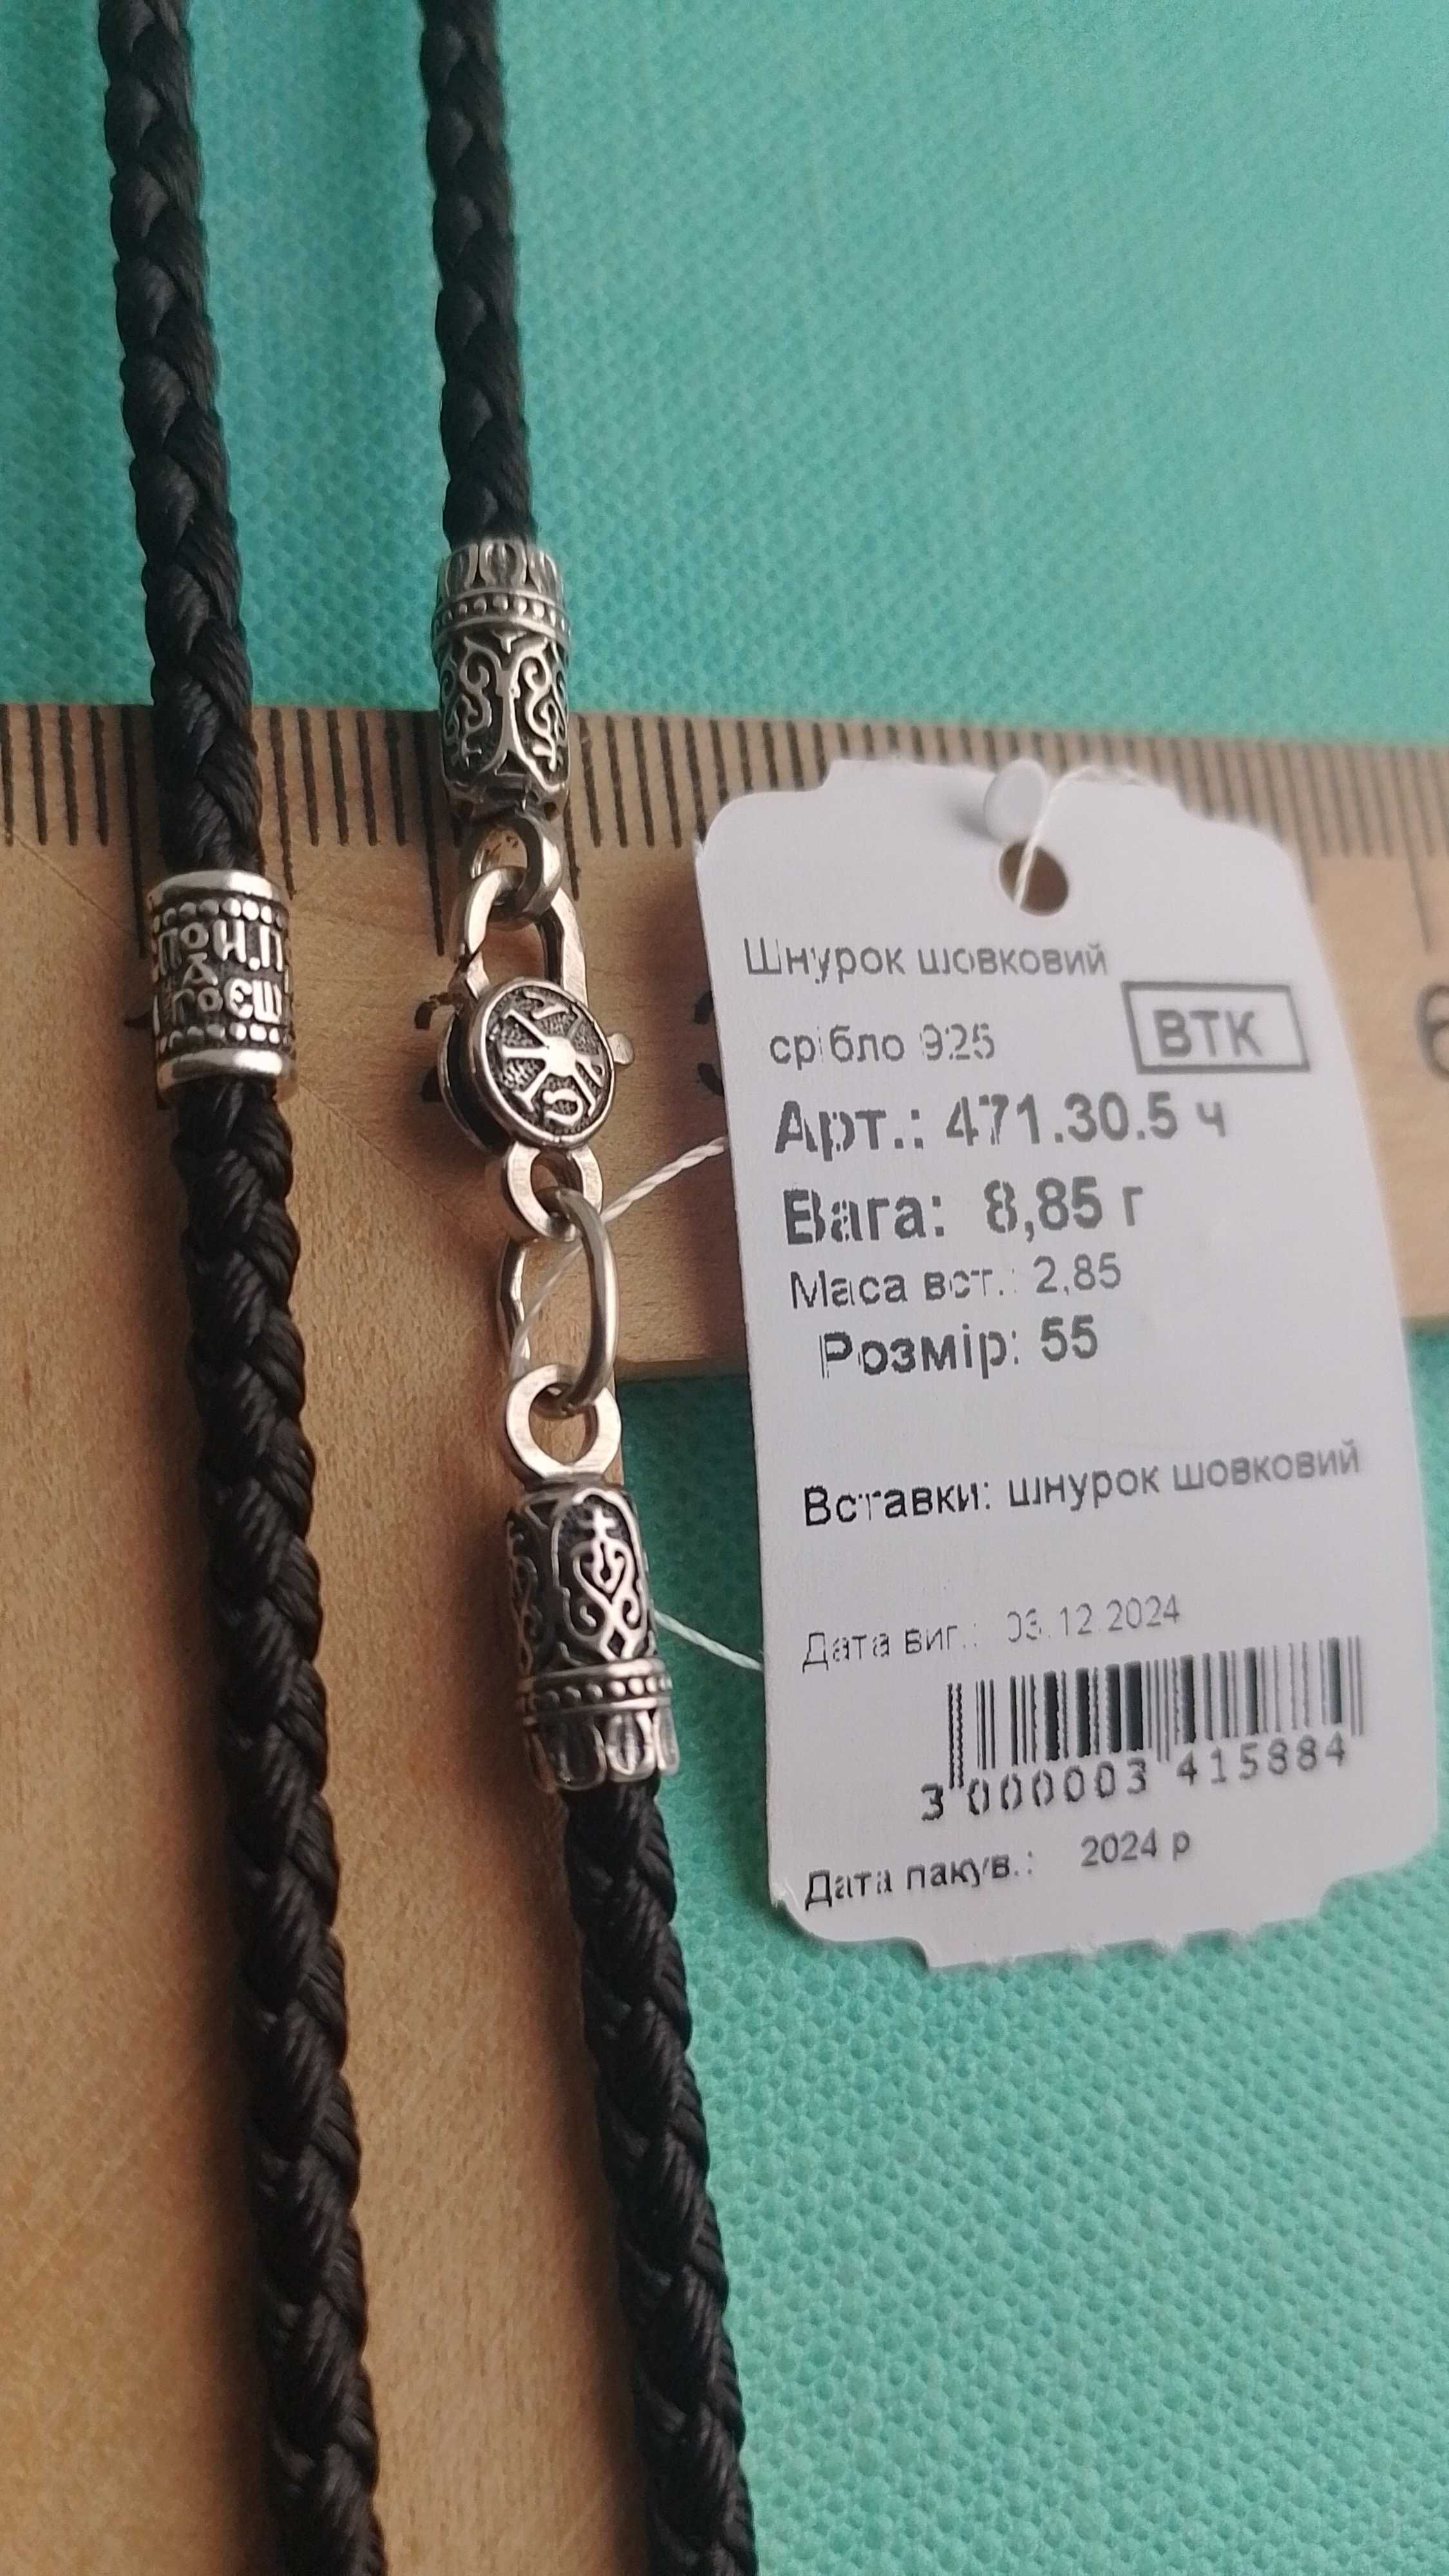 Шнурок шовковий
срібло 925
ВТК
Арт.: 471.30.5 ч
Вага: 8,85 г
Маса вст.: 2,85
Розмір: 55
Вставки: шнурок шовковий
Дата виг.: 03.12.2024
3 000003 415884
Дата пакув.: 2024 р
6